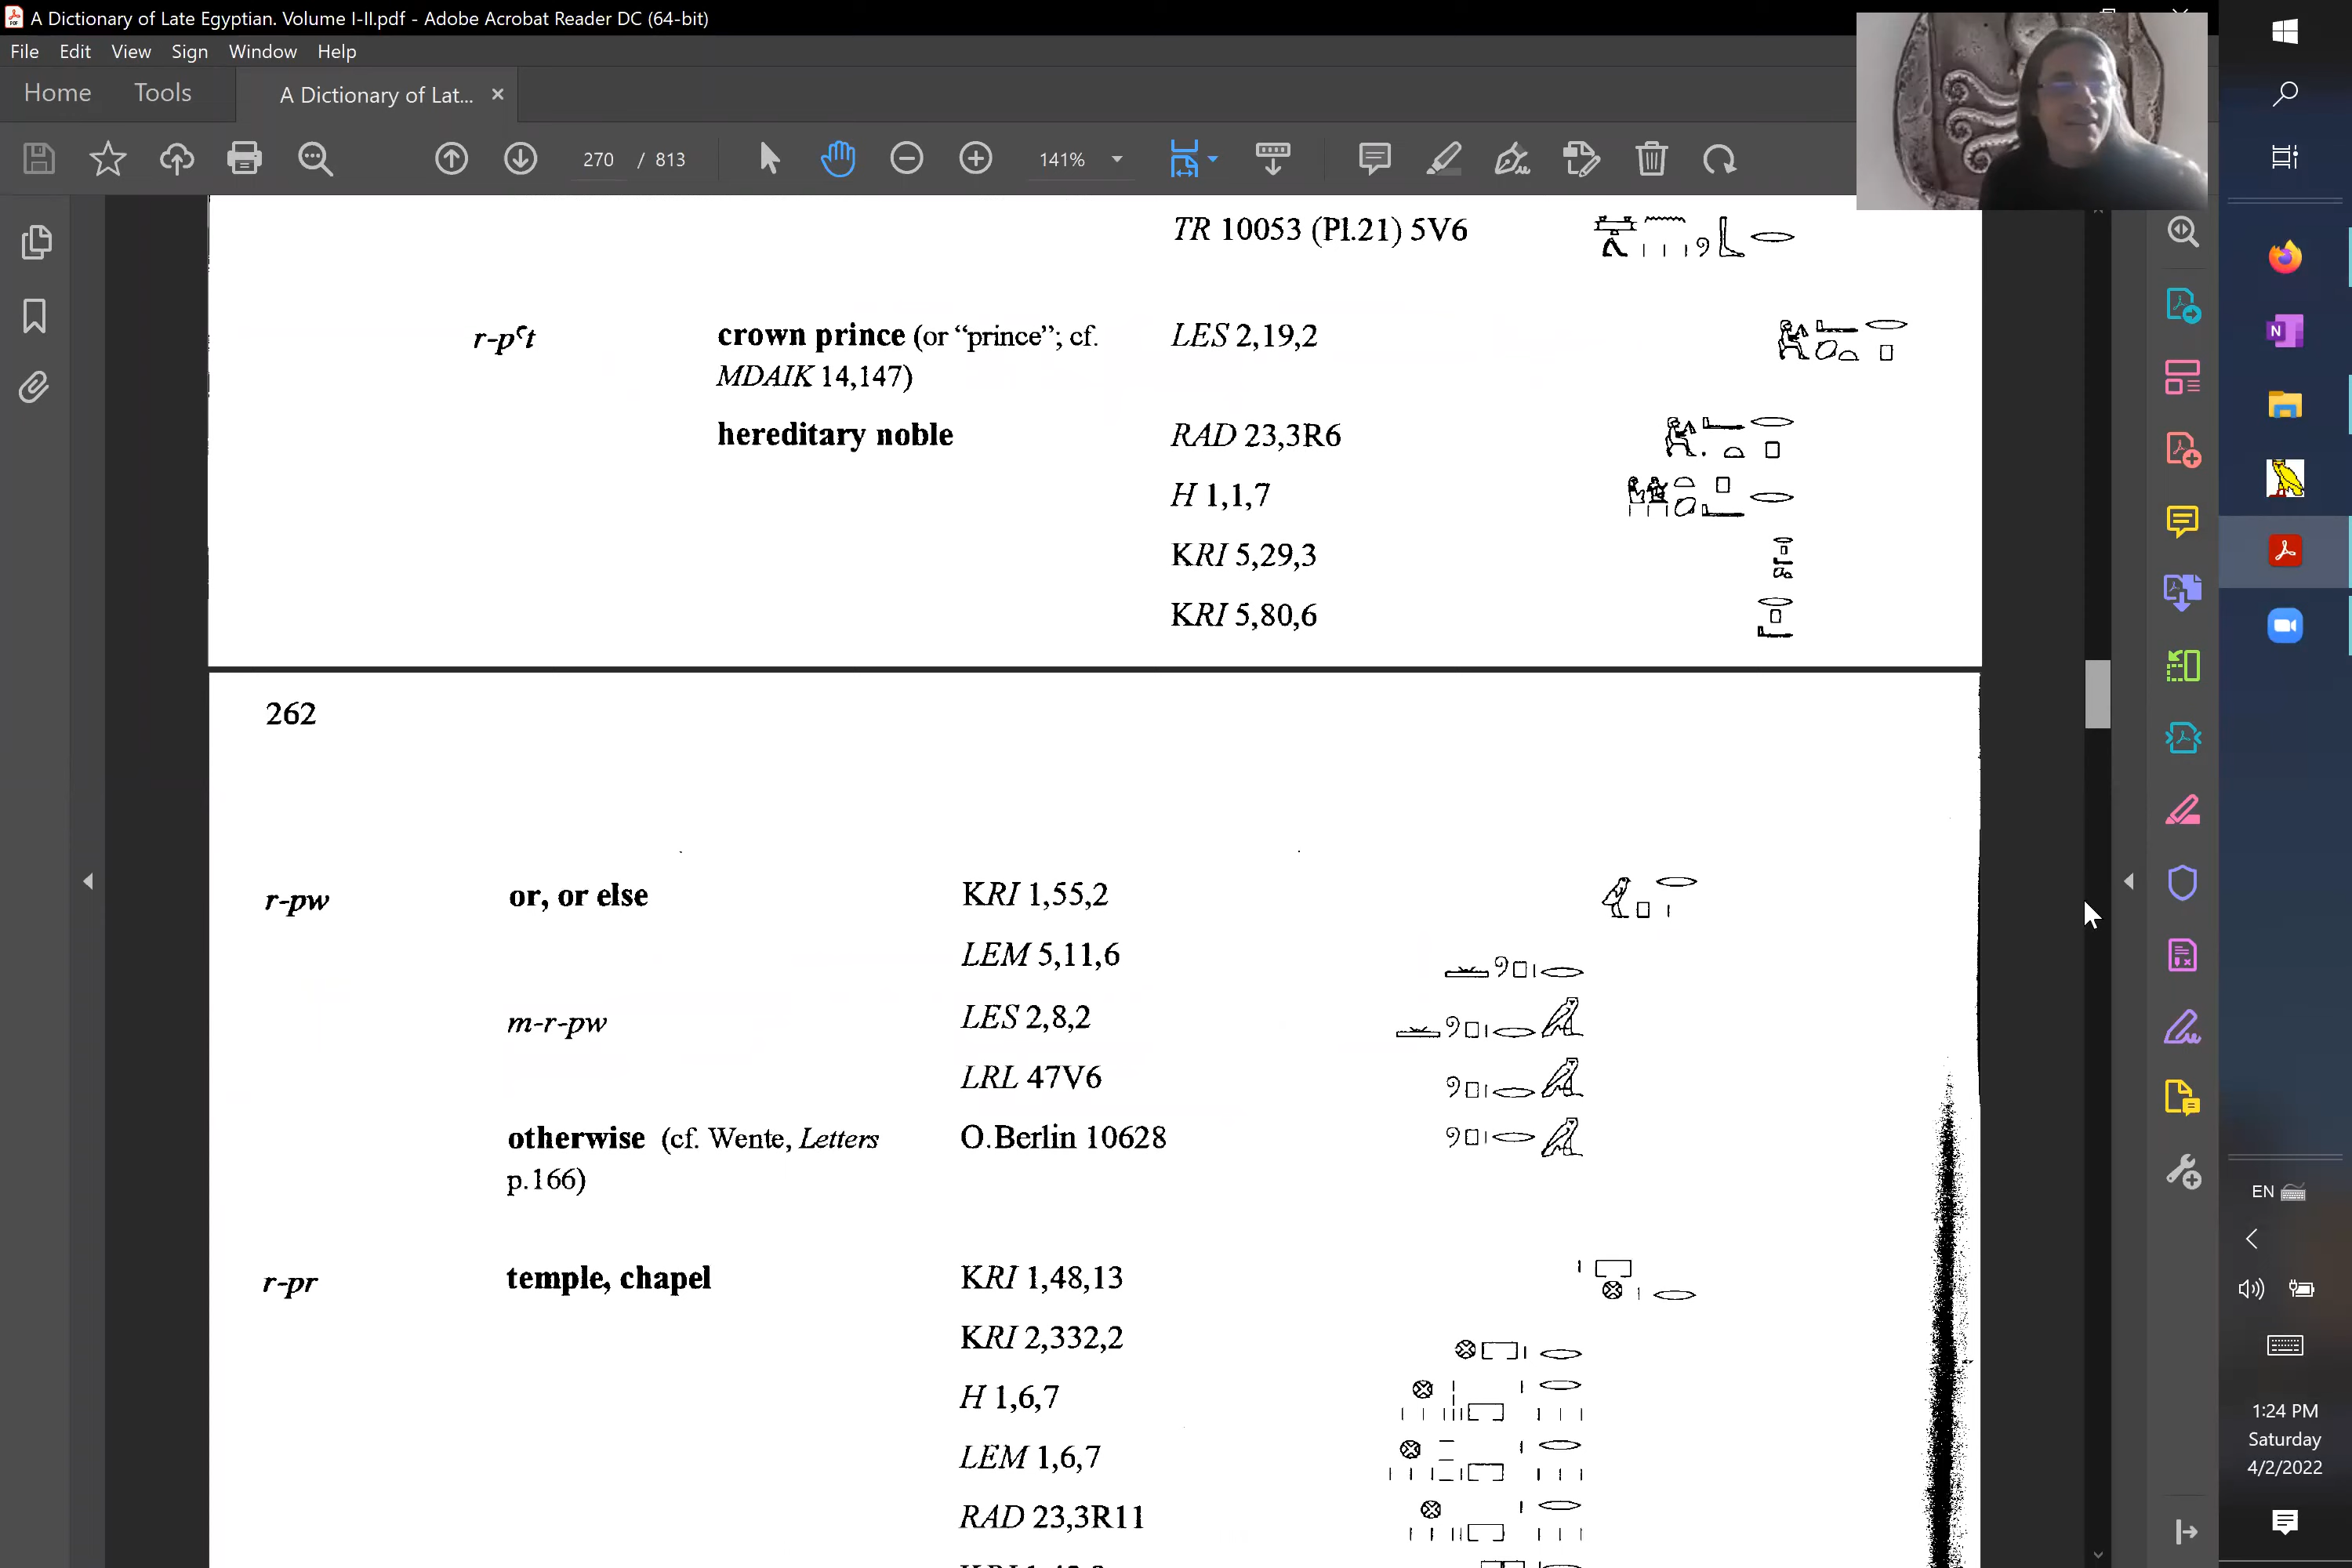 A Dictionary of Late Egyptian. Volume I-II.pdf - Adobe Acrobat Reader DC (64-bit)
File Edit View Sign Window Help
Home Tools A Dictionary of Lat... ×
270 / 813 141%
TR 10053 (Pl.21) 5V6
r-pꜥt crown prince (or “prince”; cf. LES 2,19,2
MDAIK 14,147)
hereditary noble RAD 23,3R6
H 1,1,7
KRI 5,29,3
KRI 5,80,6
262
r-pw or, or else KRI 1,55,2
LEM 5,11,6
m-r-pw LES 2,8,2
LRL 47V6
otherwise (cf. Wente, Letters O.Berlin 10628
p.166)
r-pr temple, chapel KRI 1,48,13
KRI 2,332,2
H 1,6,7
LEM 1,6,7
RAD 23,3R11
EN
1:24 PM
Saturday
4/2/2022